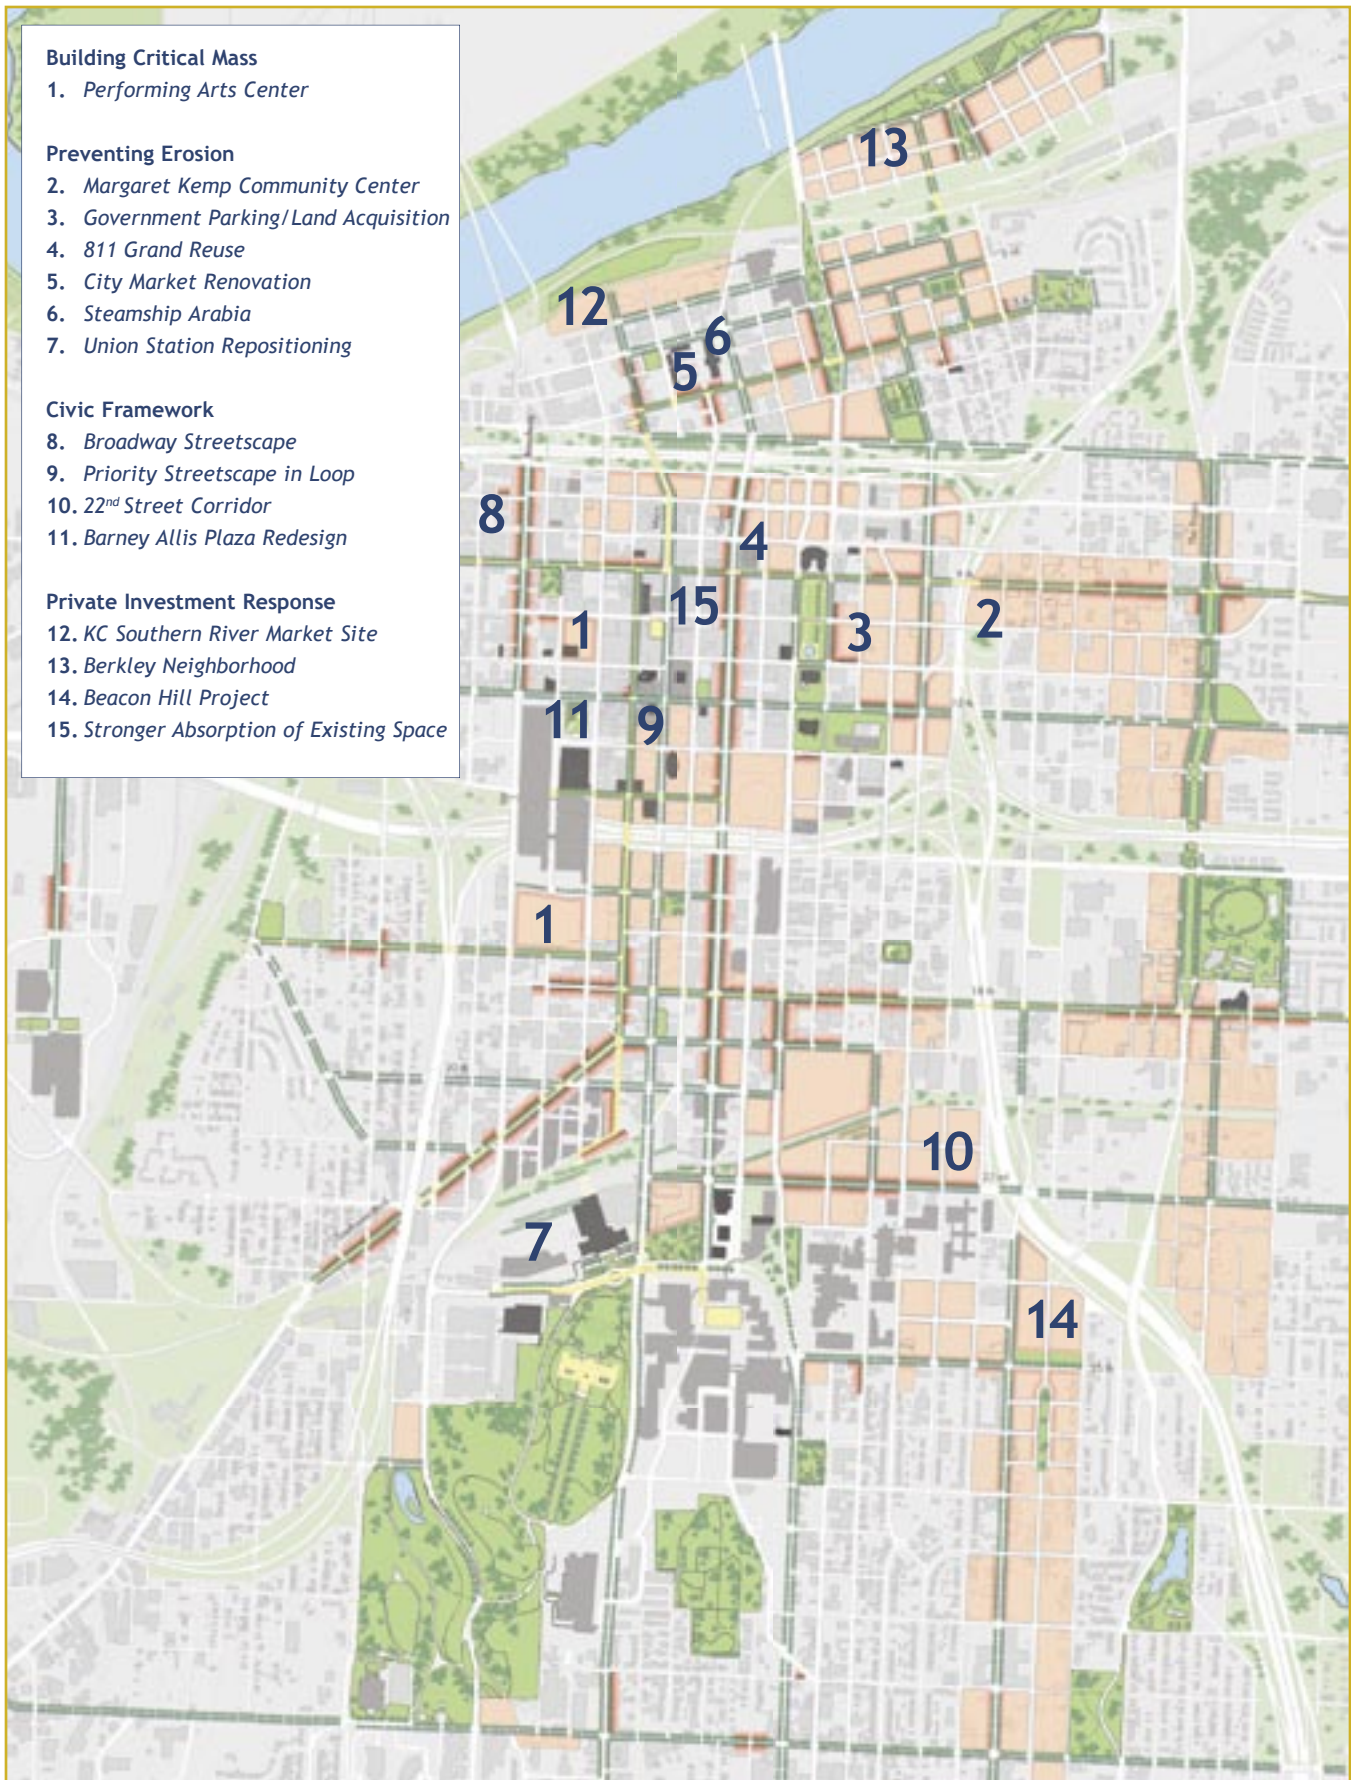 Building Critical Mass
1. Performing Arts Center
Preventing Erosion
2. Margaret Kemp Community Center
3. Government Parking/Land Acquisition
4. 811 Grand Reuse
5. City Market Renovation
6. Steamship Arabia
7. Union Station Repositioning
Civic Framework
8. Broadway Streetscape
9. Priority Streetscape in Loop
10. 22nd Street Corridor
11. Barney Allis Plaza Redesign
Private Investment Response
12. KC Southern River Market Site
13. Berkley Neighborhood
14. Beacon Hill Project
15. Stronger Absorption of Existing Space
13
12
6
5
8
4
15
1
3
2
11
9
1
10
7
14